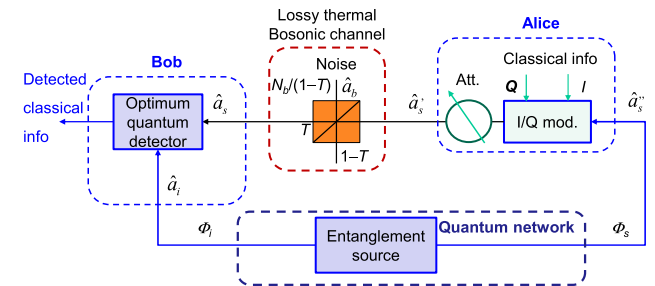 Lossy thermal
Bosonic channel
Alice
Bob
Noise
Classical info
Detected
classical
info
N_b/(1–T)
â_b
Att.
Q
I
â_s
â_s'
â_s''
Optimum
quantum
detector
I/Q mod.
T
1–T
â_i
Φ_i
Quantum network
Φ_s
Entanglement
source